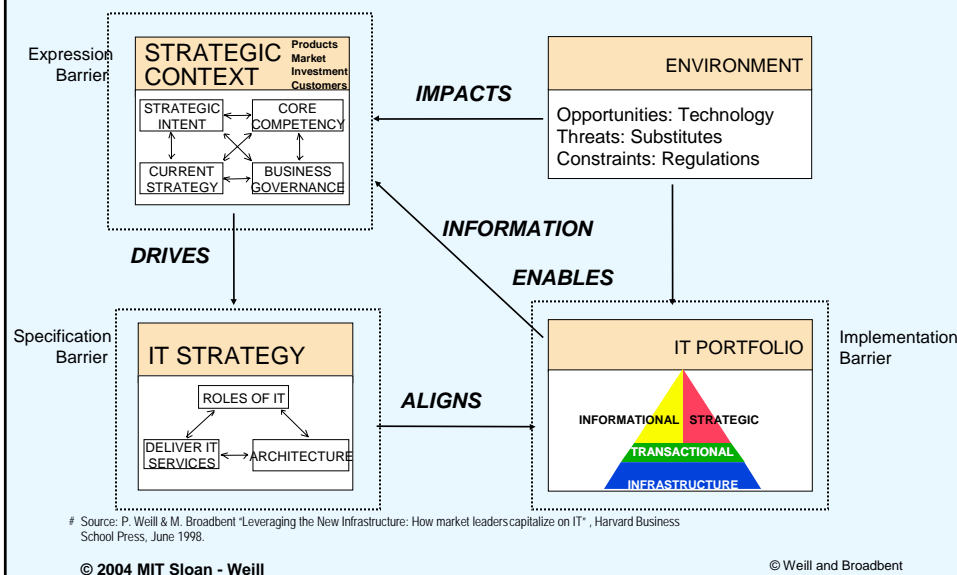 Expression
Barrier
STRATEGIC
CONTEXT
Products
Market
Investment
Customers
STRATEGIC
INTENT
CORE
COMPETENCY
CURRENT
STRATEGY
BUSINESS
GOVERNANCE
IMPACTS
ENVIRONMENT
Opportunities: Technology
Threats: Substitutes
Constraints: Regulations
DRIVES
INFORMATION
ENABLES
Specification
Barrier
IT STRATEGY
ROLES OF IT
DELIVER IT
SERVICES
ARCHITECTURE
ALIGNS
IT PORTFOLIO
INFORMATIONAL
STRATEGIC
TRANSACTIONAL
INFRASTRUCTURE
Implementation
Barrier
# Source: P. Weill & M. Broadbent "Leveraging the New Infrastructure: How market leaders capitalize on IT" , Harvard Business
School Press, June 1998.
© 2004 MIT Sloan - Weill
© Weill and Broadbent